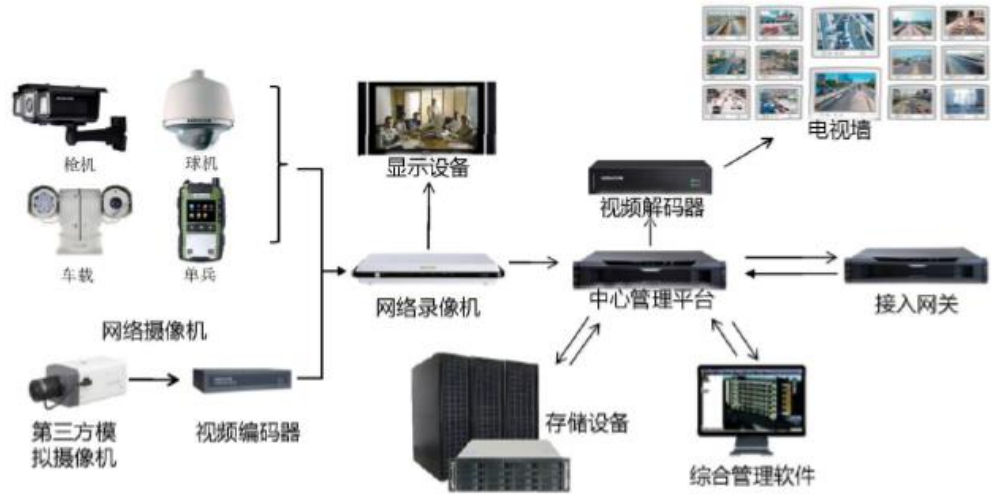 枪机
球机
车载
单兵
网络摄像机
第三方模
拟摄像机
视频编码器
显示设备
网络录像机
电视墙
视频解码器
中心管理平台
接入网关
存储设备
综合管理软件